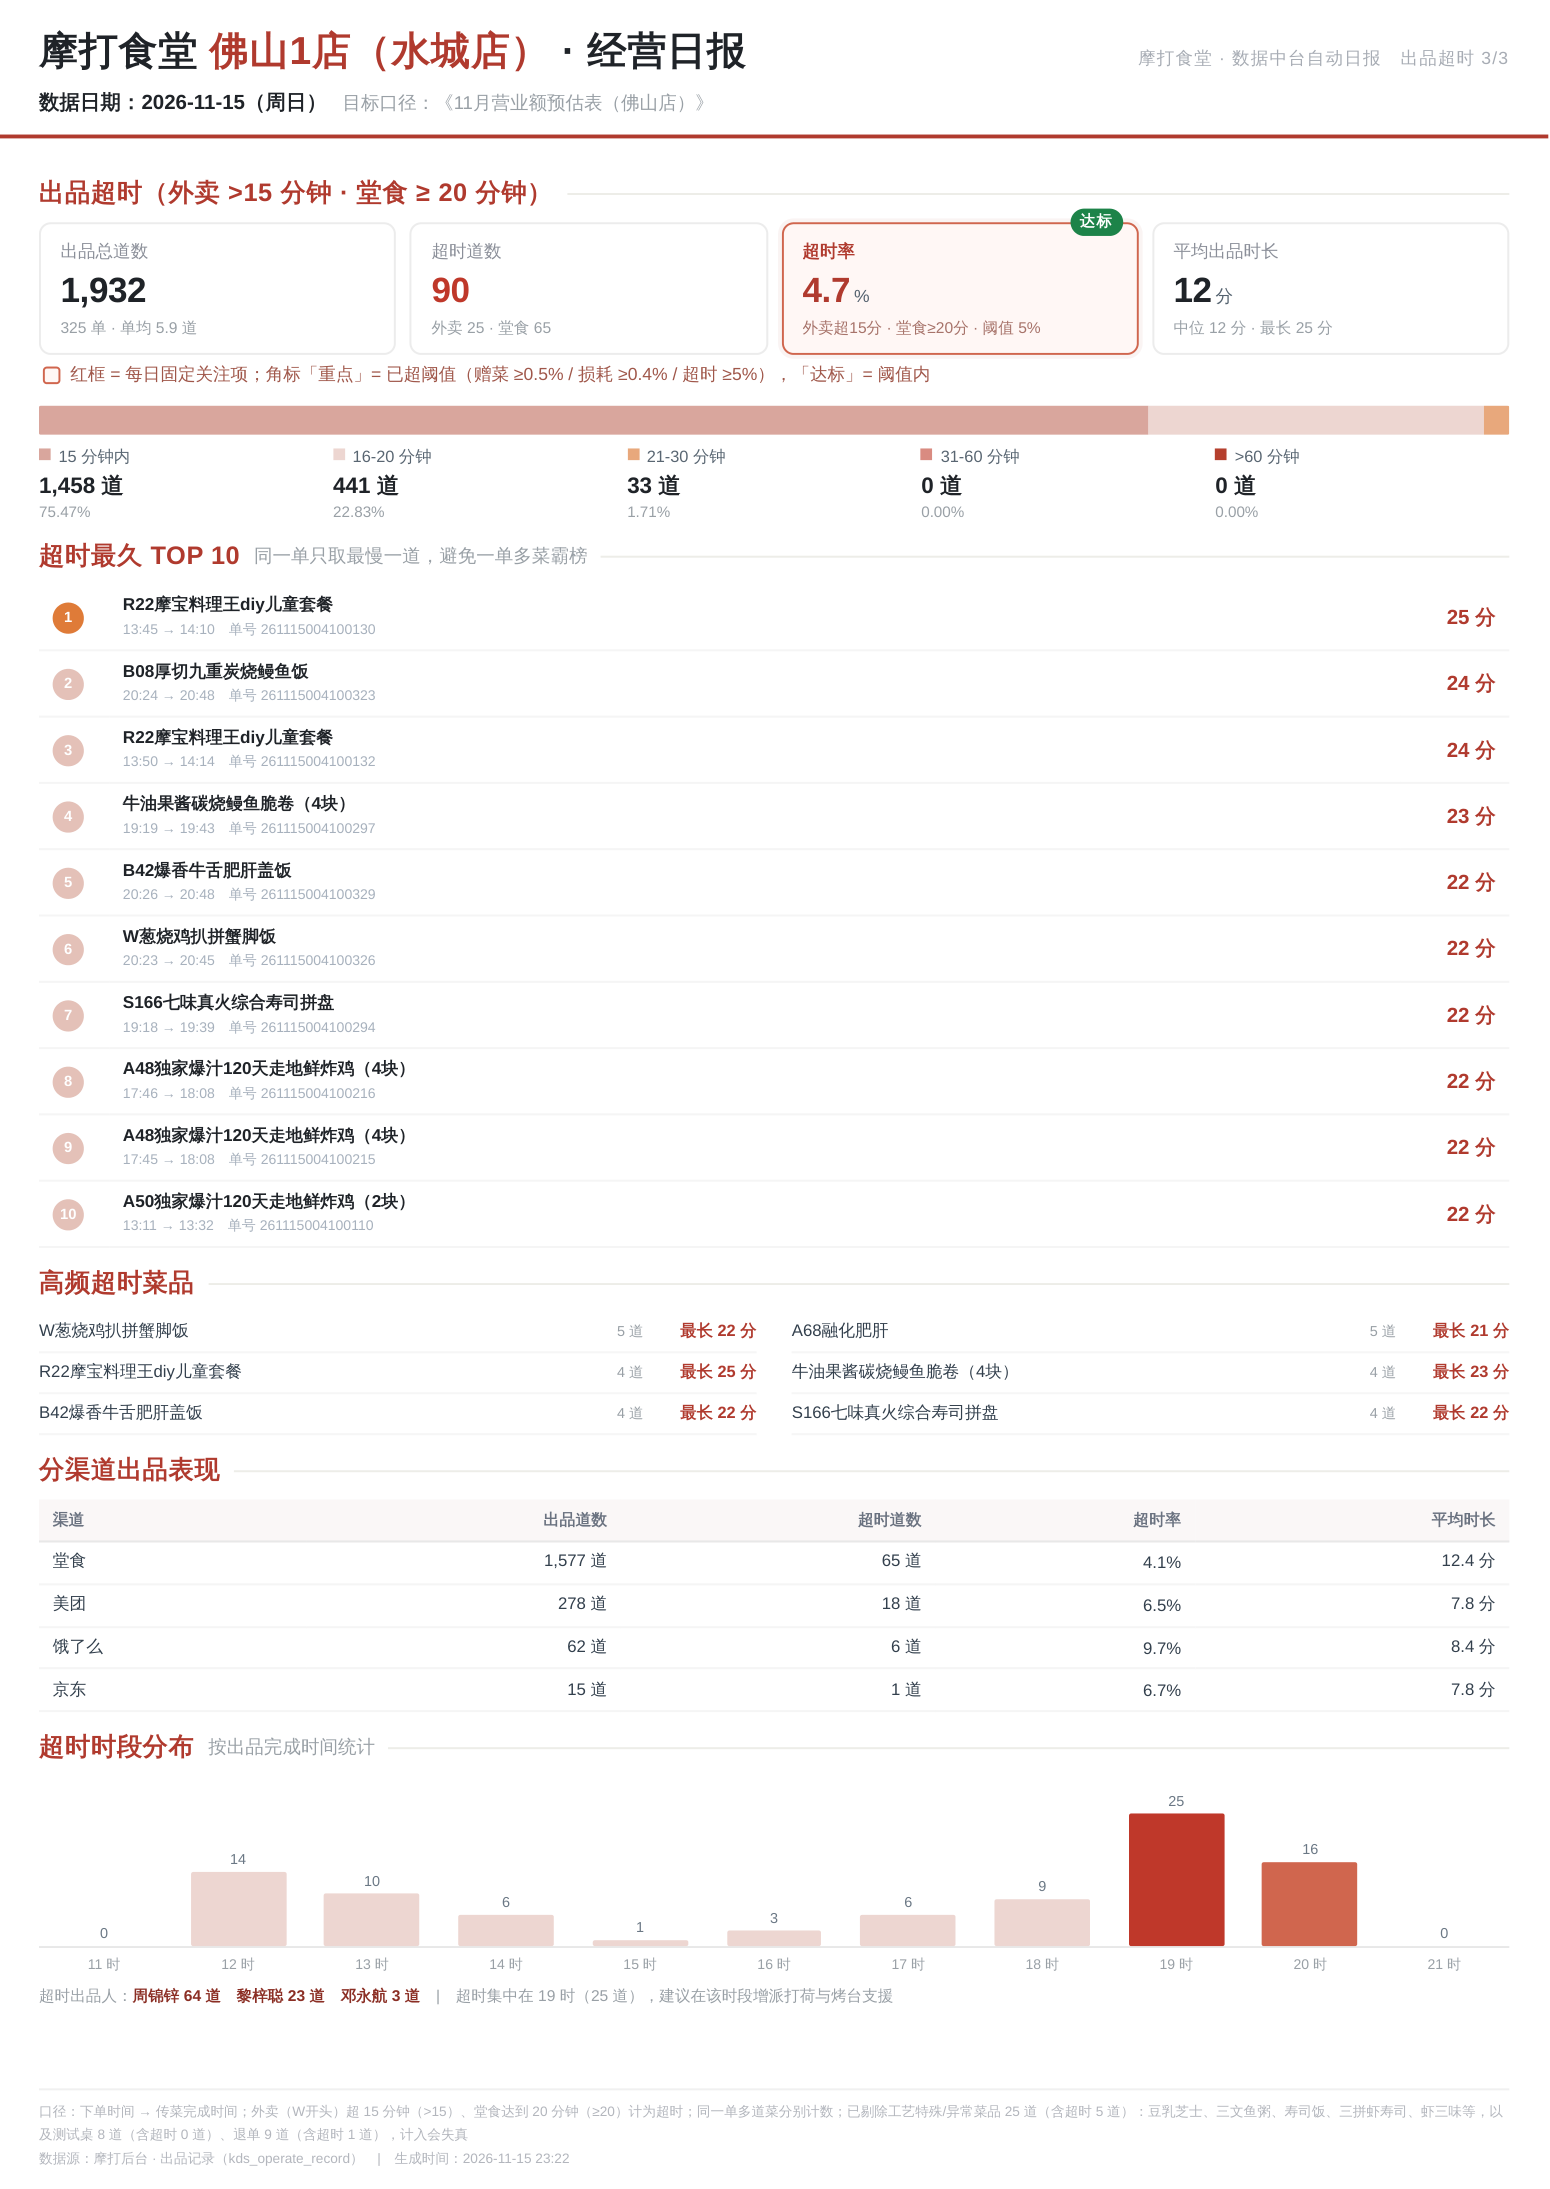 摩打食堂 佛山1店（水城店） · 经营日报
摩打食堂 · 数据中台自动日报 出品超时 3/3
数据日期：2026-11-15（周日） 目标口径：《11月营业额预估表（佛山店）》
出品超时（外卖 >15 分钟 · 堂食 ≥ 20 分钟）
出品总道数
1,932
325 单 · 单均 5.9 道
超时道数
90
外卖 25 · 堂食 65
达标
超时率
4.7 %
外卖超15分 · 堂食≥20分 · 阈值 5%
平均出品时长
12 分
中位 12 分 · 最长 25 分
红框 = 每日固定关注项；角标「重点」= 已超阈值（赠菜 ≥0.5% / 损耗 ≥0.4% / 超时 ≥5%），「达标」= 阈值内
15 分钟内
1,458 道
75.47%
16-20 分钟
441 道
22.83%
21-30 分钟
33 道
1.71%
31-60 分钟
0 道
0.00%
>60 分钟
0 道
0.00%
超时最久 TOP 10 同一单只取最慢一道，避免一单多菜霸榜
1 R22摩宝料理王diy儿童套餐 25 分
13:45 → 14:10 单号 261115004100130
2 B08厚切九重炭烧鳗鱼饭 24 分
20:24 → 20:48 单号 261115004100323
3 R22摩宝料理王diy儿童套餐 24 分
13:50 → 14:14 单号 261115004100132
4 牛油果酱碳烧鳗鱼脆卷（4块） 23 分
19:19 → 19:43 单号 261115004100297
5 B42爆香牛舌肥肝盖饭 22 分
20:26 → 20:48 单号 261115004100329
6 W葱烧鸡扒拼蟹脚饭 22 分
20:23 → 20:45 单号 261115004100326
7 S166七味真火综合寿司拼盘 22 分
19:18 → 19:39 单号 261115004100294
8 A48独家爆汁120天走地鲜炸鸡（4块） 22 分
17:46 → 18:08 单号 261115004100216
9 A48独家爆汁120天走地鲜炸鸡（4块） 22 分
17:45 → 18:08 单号 261115004100215
10 A50独家爆汁120天走地鲜炸鸡（2块） 22 分
13:11 → 13:32 单号 261115004100110
高频超时菜品
W葱烧鸡扒拼蟹脚饭 5 道 最长 22 分
A68融化肥肝 5 道 最长 21 分
R22摩宝料理王diy儿童套餐 4 道 最长 25 分
牛油果酱碳烧鳗鱼脆卷（4块） 4 道 最长 23 分
B42爆香牛舌肥肝盖饭 4 道 最长 22 分
S166七味真火综合寿司拼盘 4 道 最长 22 分
分渠道出品表现
渠道 出品道数 超时道数 超时率 平均时长
堂食 1,577 道 65 道 4.1% 12.4 分
美团 278 道 18 道 6.5% 7.8 分
饿了么 62 道 6 道 9.7% 8.4 分
京东 15 道 1 道 6.7% 7.8 分
超时时段分布 按出品完成时间统计
0 14 10 6 1 3 6 9 25 16 0
11 时 12 时 13 时 14 时 15 时 16 时 17 时 18 时 19 时 20 时 21 时
超时出品人：周锦锌 64 道 黎梓聪 23 道 邓永航 3 道 | 超时集中在 19 时（25 道），建议在该时段增派打荷与烤台支援
口径：下单时间 → 传菜完成时间；外卖（W开头）超 15 分钟（>15）、堂食达到 20 分钟（≥20）计为超时；同一单多道菜分别计数；已剔除工艺特殊/异常菜品 25 道（含超时 5 道）：豆乳芝士、三文鱼粥、寿司饭、三拼虾寿司、虾三味等，以
及测试桌 8 道（含超时 0 道）、退单 9 道（含超时 1 道），计入会失真
数据源：摩打后台 · 出品记录（kds_operate_record） | 生成时间：2026-11-15 23:22